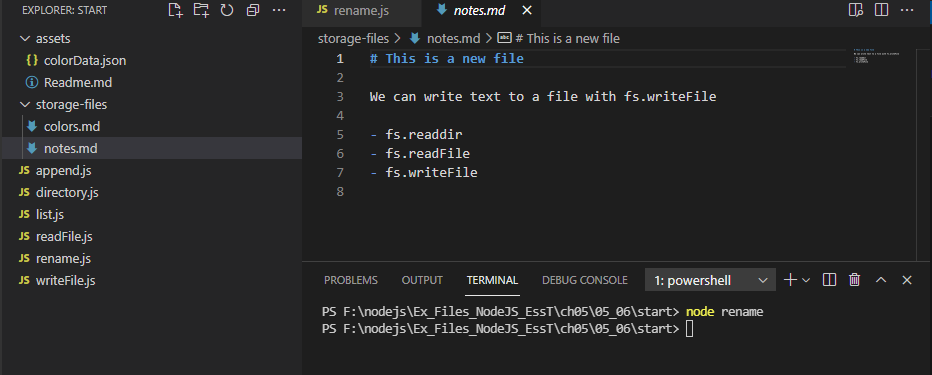 EXPLORER: START
assets
{ } colorData.json
Readme.md
storage-files
colors.md
notes.md
JS append.js
JS directory.js
JS list.js
JS readFile.js
JS rename.js
JS writeFile.js
JS rename.js
notes.md
storage-files > notes.md > abc # This is a new file
1 # This is a new file
2
3 We can write text to a file with fs.writeFile
4
5 - fs.readdir
6 - fs.readFile
7 - fs.writeFile
8
PROBLEMS OUTPUT TERMINAL DEBUG CONSOLE 1: powershell
PS F:\nodejs\Ex_Files_NodeJS_EssT\ch05\05_06\start> node rename
PS F:\nodejs\Ex_Files_NodeJS_EssT\ch05\05_06\start>